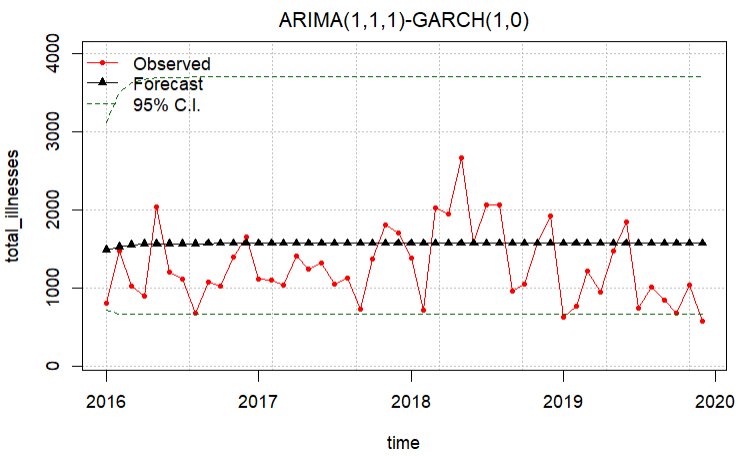 ARIMA(1,1,1)-GARCH(1,0)
Observed
Forecast
95% C.I.
total_illnesses
4000
3000
2000
1000
0
2016 2017 2018 2019 2020
time